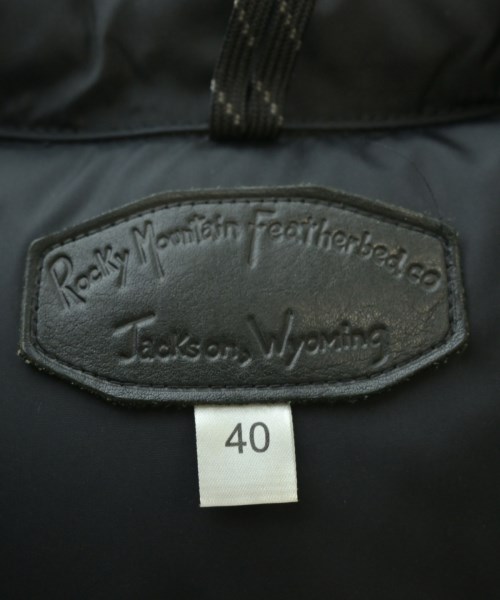 Rocky Mountain Featherbed.co
Jackson, Wyoming
40